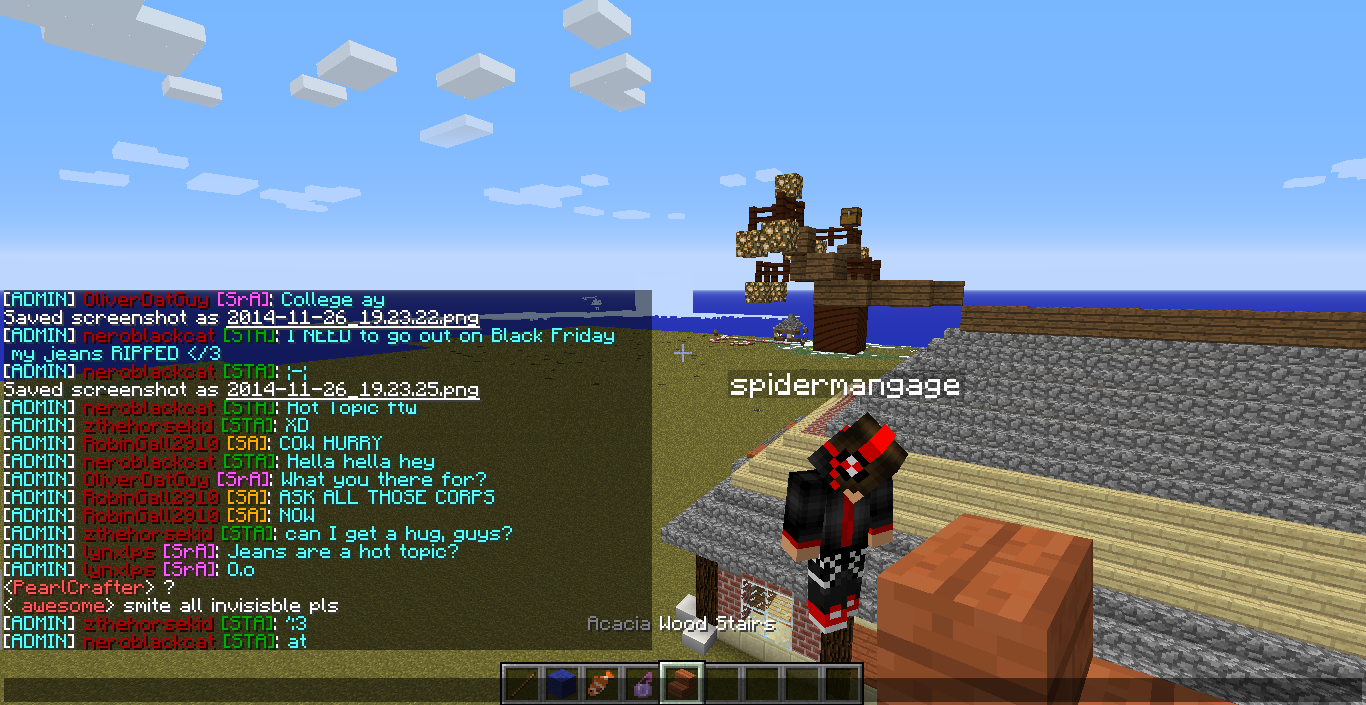 [ADMIN] OliverDatGuy [SrA]: College ay
Saved screenshot as 2014-11-26_19.23.22.png
[ADMIN] neroblackcat [STA]: I NEED to go out on Black Friday
my jeans RIPPED </3
[ADMIN] neroblackcat [STA]: ;-;
Saved screenshot as 2014-11-26_19.23.25.png
[ADMIN] neroblackcat [STA]: Hot Topic ftw
[ADMIN] zthehorsekid [STA]: XD
[ADMIN] RobinGall2910 [SA]: COW HURRY
[ADMIN] neroblackcat [STA]: Hella hella hey
[ADMIN] OliverDatGuy [SrA]: What you there for?
[ADMIN] RobinGall2910 [SA]: ASK ALL THOSE CORPS
[ADMIN] RobinGall2910 [SA]: NOW
[ADMIN] zthehorsekid [STA]: can I get a hug, guys?
[ADMIN] lynxlps [SrA]: Jeans are a hot topic?
[ADMIN] lynxlps [SrA]: O.o
<PearlCrafter> ?
< awesome> smite all invisisble pls
[ADMIN] zthehorsekid [STA]: ^:3
[ADMIN] neroblackcat [STA]: at
spidermangage
Acacia Wood Stairs